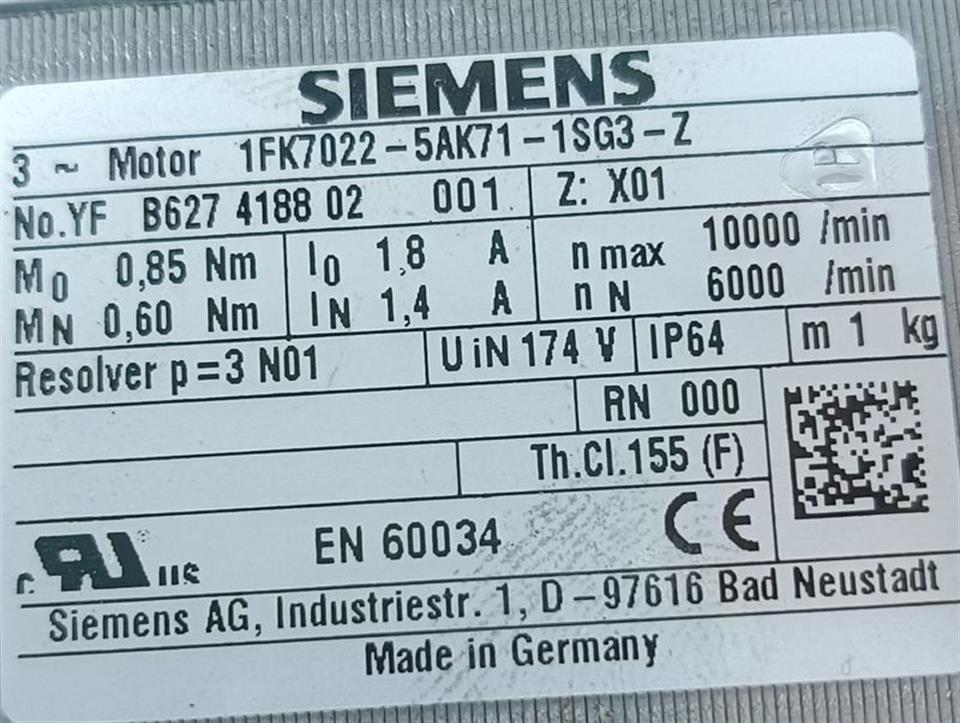 SIEMENS
3 ~ Motor 1FK7022-5AK71-1SG3-Z
No.YF B627 4188 02 001 Z: X01
M0 0,85 Nm I0 1,8 A n max 10000 /min
MN 0,60 Nm IN 1,4 A n N 6000 /min
Resolver p=3 N01 U iN 174 V IP64 m 1 kg
RN 000
Th.Cl.155 (F)
c RU us EN 60034 CE
Siemens AG, Industriestr. 1, D-97616 Bad Neustadt
Made in Germany